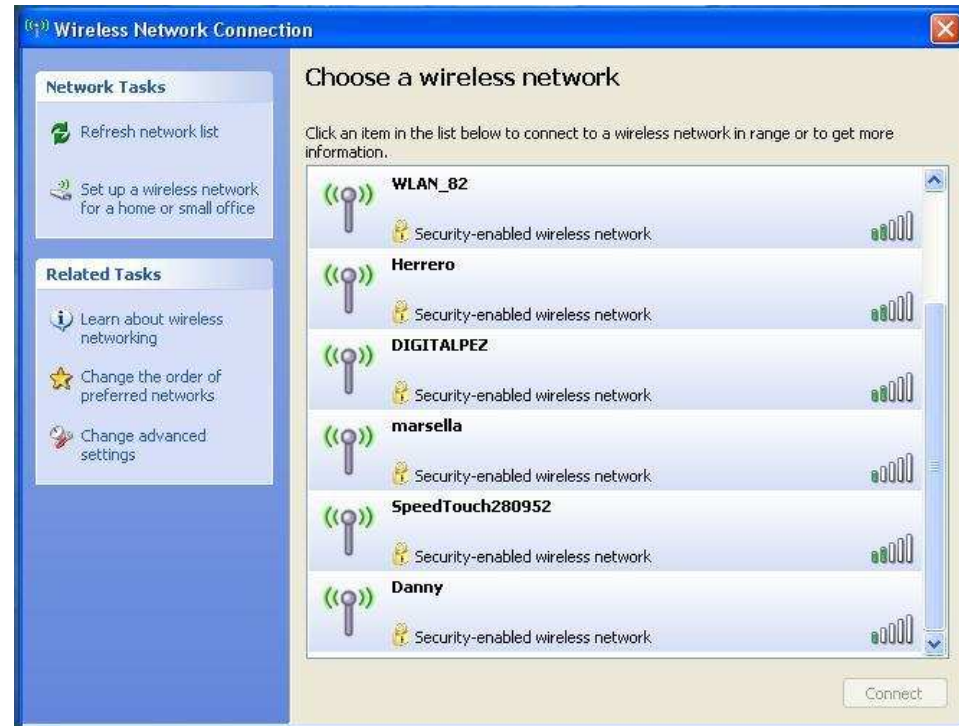 Wireless Network Connection
Network Tasks
Refresh network list
Set up a wireless network
for a home or small office
Related Tasks
Learn about wireless
networking
Change the order of
preferred networks
Change advanced
settings
Choose a wireless network
Click an item in the list below to connect to a wireless network in range or to get more
information.
WLAN_82
Security-enabled wireless network
Herrero
Security-enabled wireless network
DIGITALPEZ
Security-enabled wireless network
marsella
Security-enabled wireless network
SpeedTouch280952
Security-enabled wireless network
Danny
Security-enabled wireless network
Connect